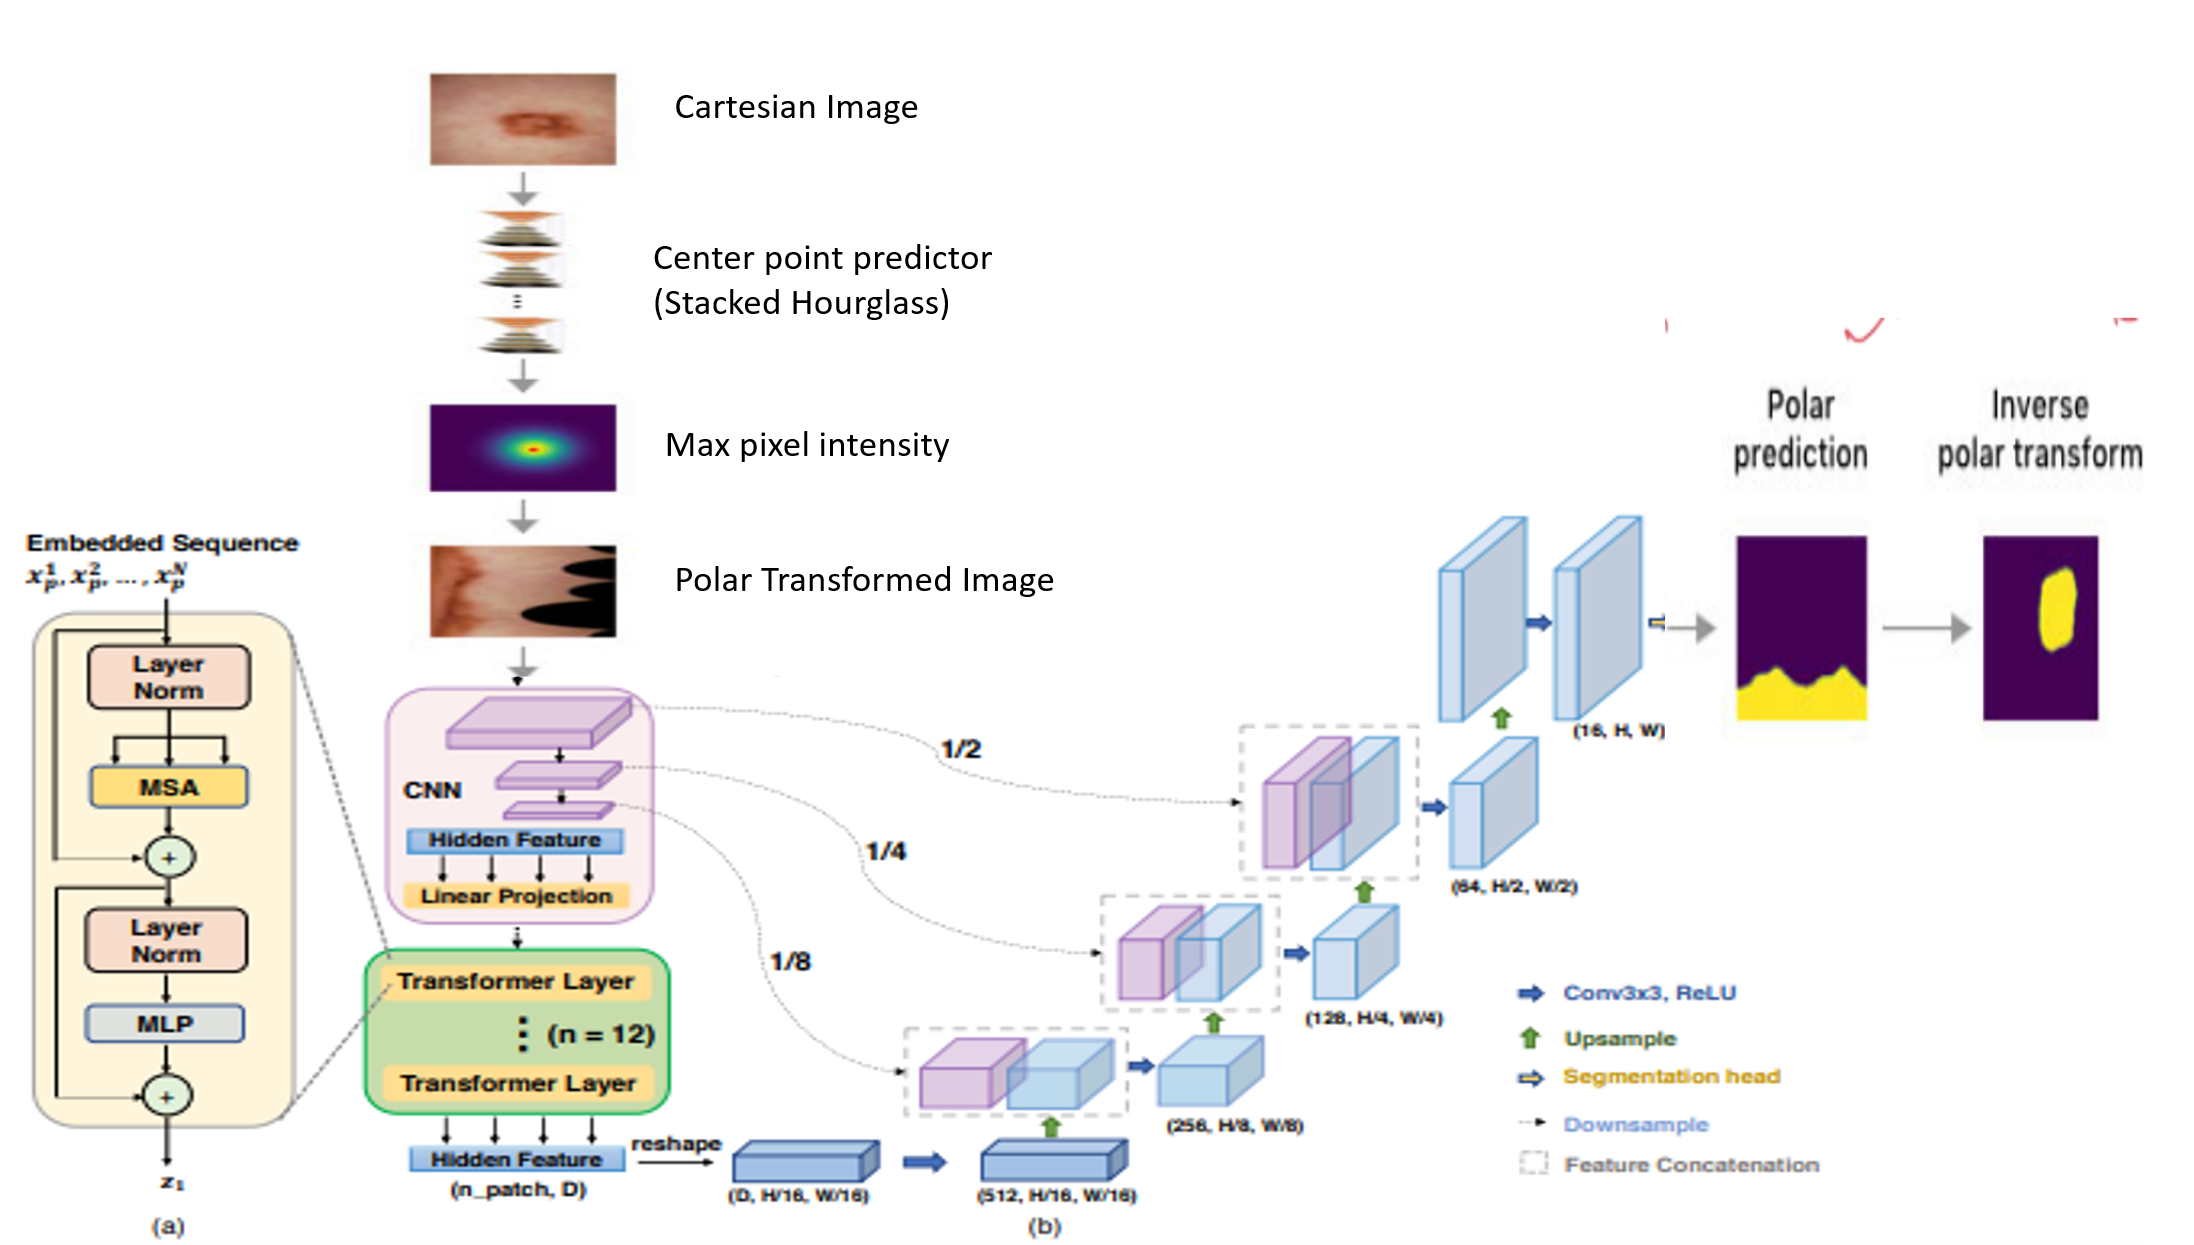 Cartesian Image
Center point predictor
(Stacked Hourglass)
Max pixel intensity
Polar Transformed Image
Embedded Sequence
x_p^1, x_p^2, ..., x_p^N
Layer
Norm
MSA
+
Layer
Norm
MLP
+
z_1
(a)
CNN
Hidden Feature
Linear Projection
Transformer Layer
(n = 12)
Transformer Layer
Hidden Feature
(n_patch, D)
reshape
(D, H/16, W/16)
(512, H/16, W/16)
(b)
1/2
1/4
1/8
(256, H/8, W/8)
(128, H/4, W/4)
(64, H/2, W/2)
(16, H, W)
Polar
prediction
Inverse
polar transform
Conv3x3, ReLU
Upsample
Segmentation head
Downsample
Feature Concatenation